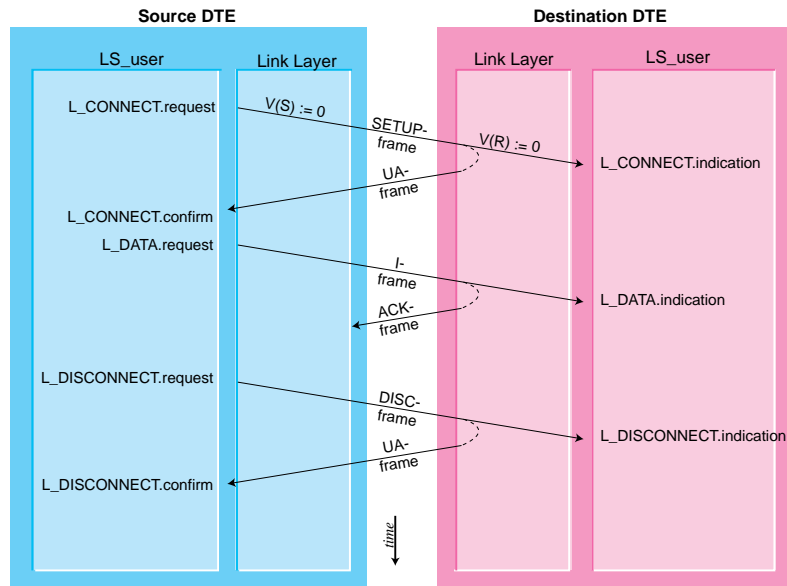 Source DTE
Destination DTE
LS_user
Link Layer
Link Layer
LS_user
L_CONNECT.request
V(S) := 0
SETUP-
frame
V(R) := 0
L_CONNECT.indication
UA-
frame
L_CONNECT.confirm
L_DATA.request
I-
frame
L_DATA.indication
ACK-
frame
L_DISCONNECT.request
DISC-
frame
L_DISCONNECT.indication
UA-
frame
L_DISCONNECT.confirm
time